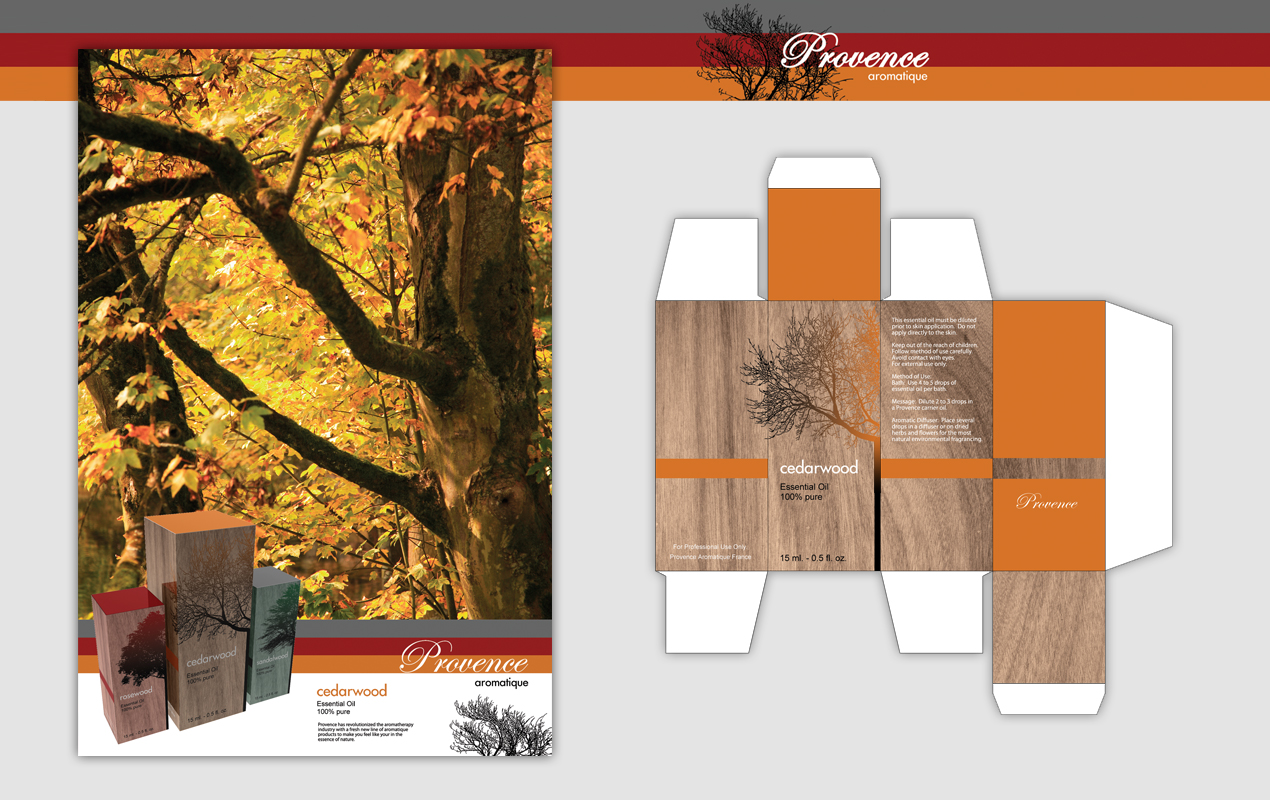 Provence
aromatique
This essential oil must be diluted
prior to skin application. Do not
apply directly to the skin.
Keep out of the reach of children.
Follow method of use carefully.
Avoid contact with eyes.
For external use only.
Method of Use:
Bath: Use 4 to 5 drops of
essential oil per bath.
Message: Dilute 2 to 3 drops in
a Provence carrier oil.
Aromatic Diffuser: Place several
drops in a diffuser or on dried
herbs and flowers for the most
natural environmental fragrancing.
cedarwood
Essential Oil
100% pure
15 ml. - 0.5 fl. oz.
For Professional Use Only
Provence Aromatique France
Provence
rosewood
Essential Oil
100% pure
cedarwood
Essential Oil
100% pure
15 ml. - 0.5 fl. oz.
sandalwood
Provence
aromatique
cedarwood
Essential Oil
100% pure
Provence has revolutionized the aromatherapy
industry with a fresh new line of aromatique
products to make you feel like your in the
essence of nature.